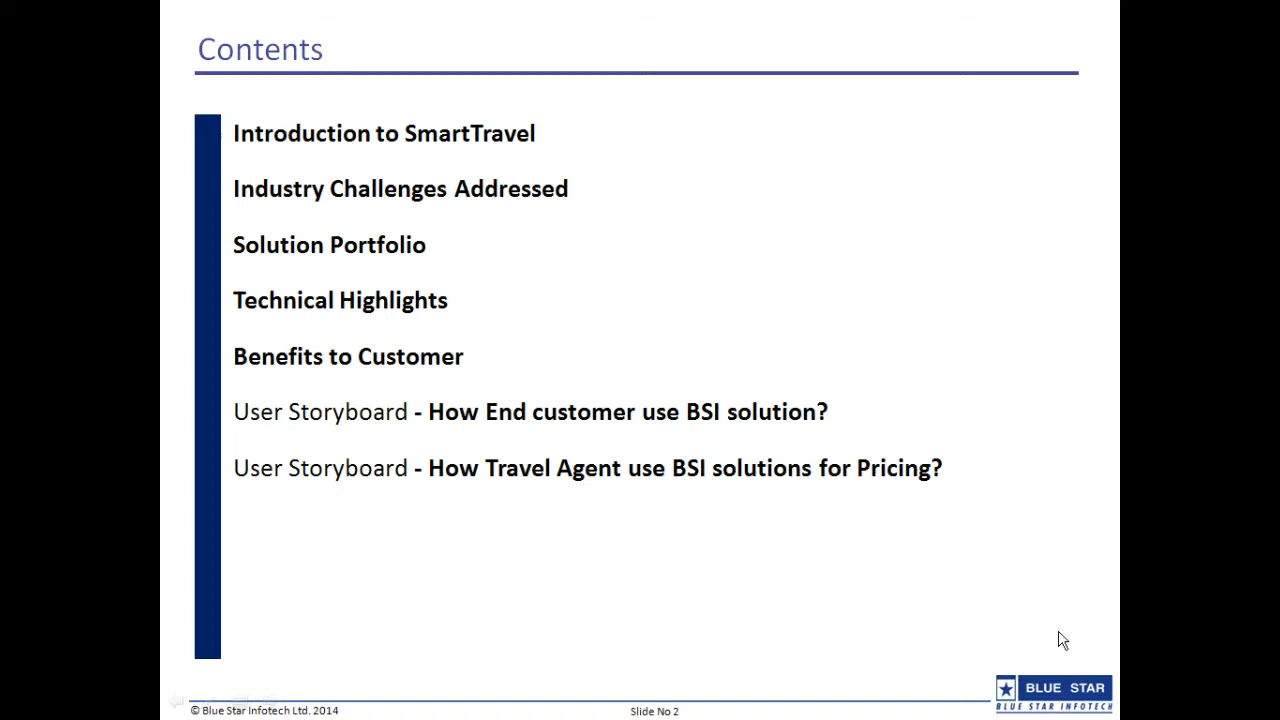 Contents
Introduction to SmartTravel
Industry Challenges Addressed
Solution Portfolio
Technical Highlights
Benefits to Customer
User Storyboard - How End customer use BSI solution?
User Storyboard - How Travel Agent use BSI solutions for Pricing?
BLUE STAR
BLUE STAR INFOTECH
© Blue Star Infotech Ltd. 2014
Slide No 2